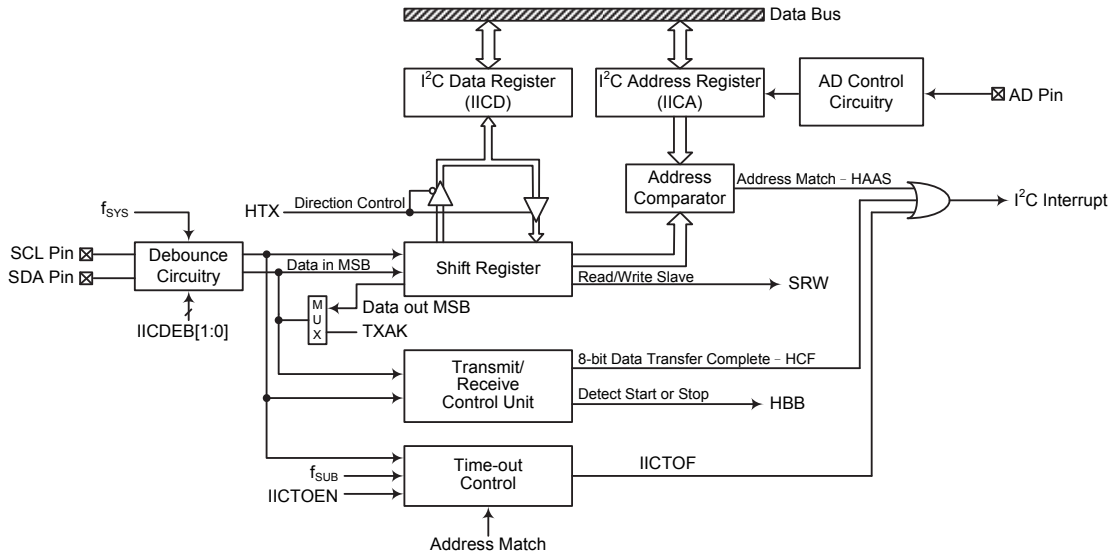 Data Bus
I²C Data Register
(IICD)
I²C Address Register
(IICA)
AD Control
Circuitry
AD Pin
Address
Comparator
Address Match – HAAS
I²C Interrupt
HTX
Direction Control
fSYS
SCL Pin
SDA Pin
Debounce
Circuitry
Data in MSB
Shift Register
Read/Write Slave
SRW
IICDEB[1:0]
MUX
Data out MSB
TXAK
Transmit/
Receive
Control Unit
8-bit Data Transfer Complete – HCF
Detect Start or Stop
HBB
fSUB
IICTOEN
Time-out
Control
IICTOF
Address Match